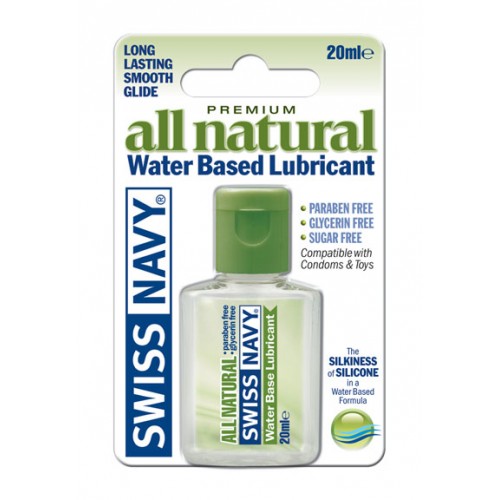 LONG
LASTING
SMOOTH
GLIDE
20ml℮
PREMIUM
all natural
Water Based Lubricant
SWISS NAVY®
• PARABEN FREE
• GLYCERIN FREE
• SUGAR FREE
Compatible with
Condoms & Toys
ALL NATURAL
• paraben free
• glycerin free
SWISS NAVY®
Water Base Lubricant
20ml℮
The
SILKINESS
of SILICONE
in a
Water Based
Formula